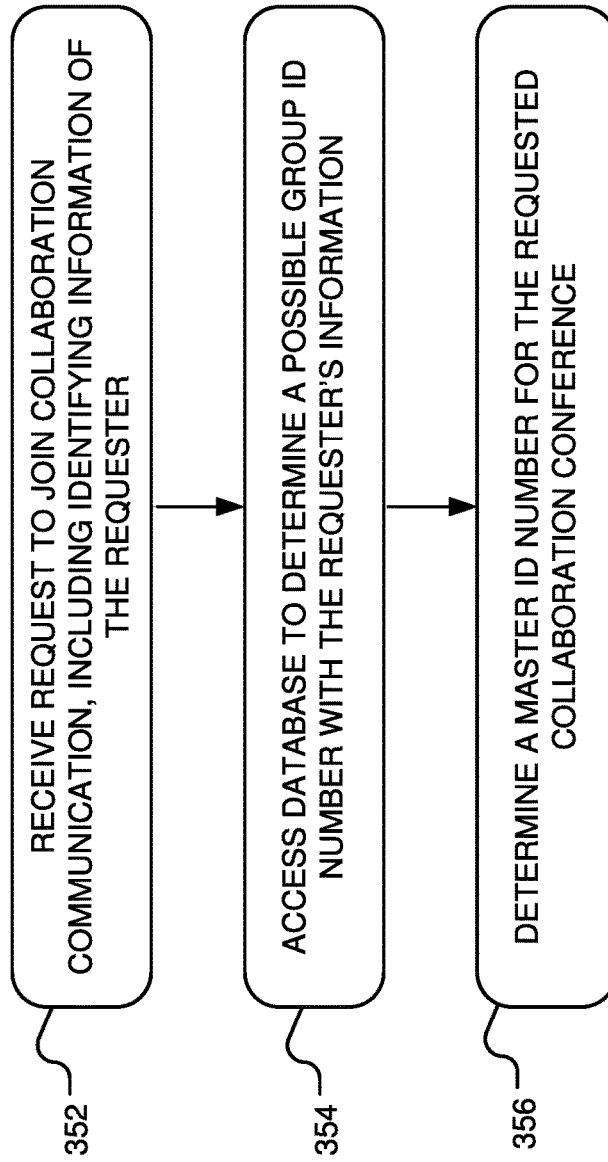 352
RECEIVE REQUEST TO JOIN COLLABORATION
COMMUNICATION, INCLUDING IDENTIFYING INFORMATION OF
THE REQUESTER
354
ACCESS DATABASE TO DETERMINE A POSSIBLE GROUP ID
NUMBER WITH THE REQUESTER'S INFORMATION
356
DETERMINE A MASTER ID NUMBER FOR THE REQUESTED
COLLABORATION CONFERENCE